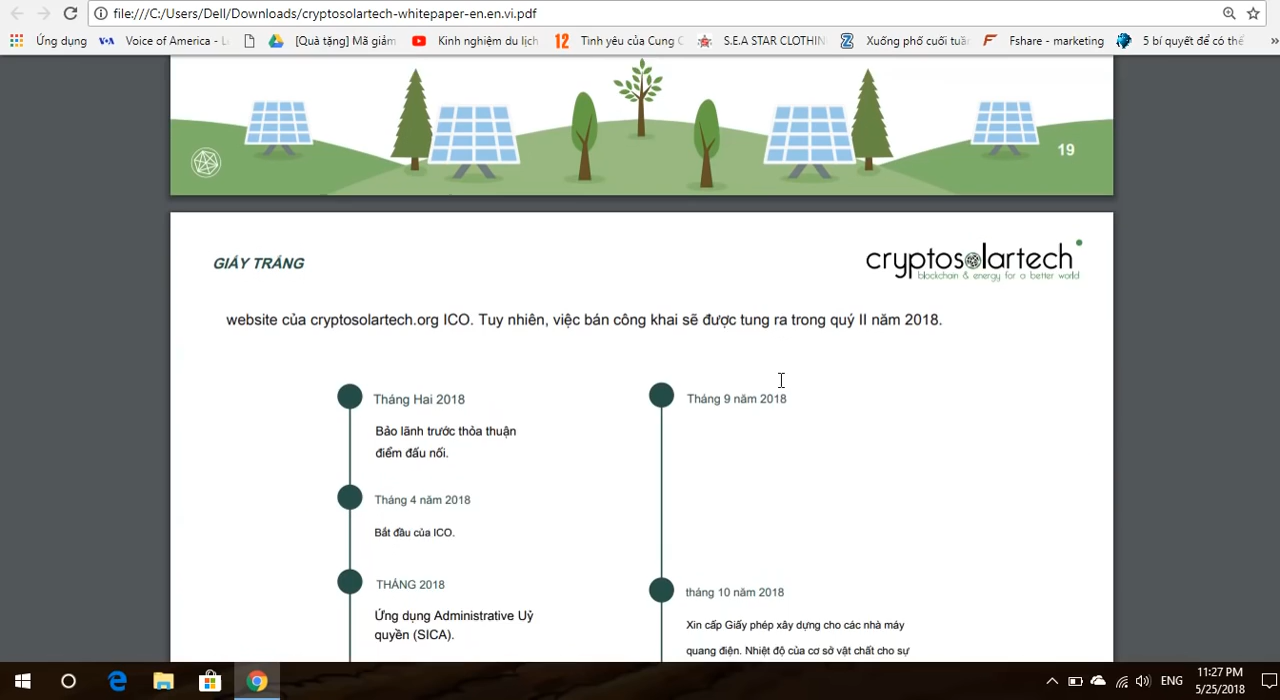 file:///C:/Users/Dell/Downloads/cryptosolartech-whitepaper-en.en.vi.pdf
Ứng dụng
VOA Voice of America - L
[Quà tặng] Mã giảm
Kinh nghiệm du lịch
12 Tình yêu của Cung C
S.E.A STAR CLOTHIN
Z Xuống phố cuối tuần
F Fshare - marketing
5 bí quyết để có thể
»
19
GIẤY TRẮNG
cryptosolartech
blockchain & energy for a better world
website của cryptosolartech.org ICO. Tuy nhiên, việc bán công khai sẽ được tung ra trong quý II năm 2018.
Tháng Hai 2018
Bảo lãnh trước thỏa thuận
điểm đấu nối.
Tháng 4 năm 2018
Bắt đầu của ICO.
THÁNG 2018
Ứng dụng Administrative Uỷ
quyền (SICA).
Tháng 9 năm 2018
tháng 10 năm 2018
Xin cấp Giấy phép xây dựng cho các nhà máy
quang điện. Nhiệt độ của cơ sở vật chất cho sự
ENG
11:27 PM
5/25/2018